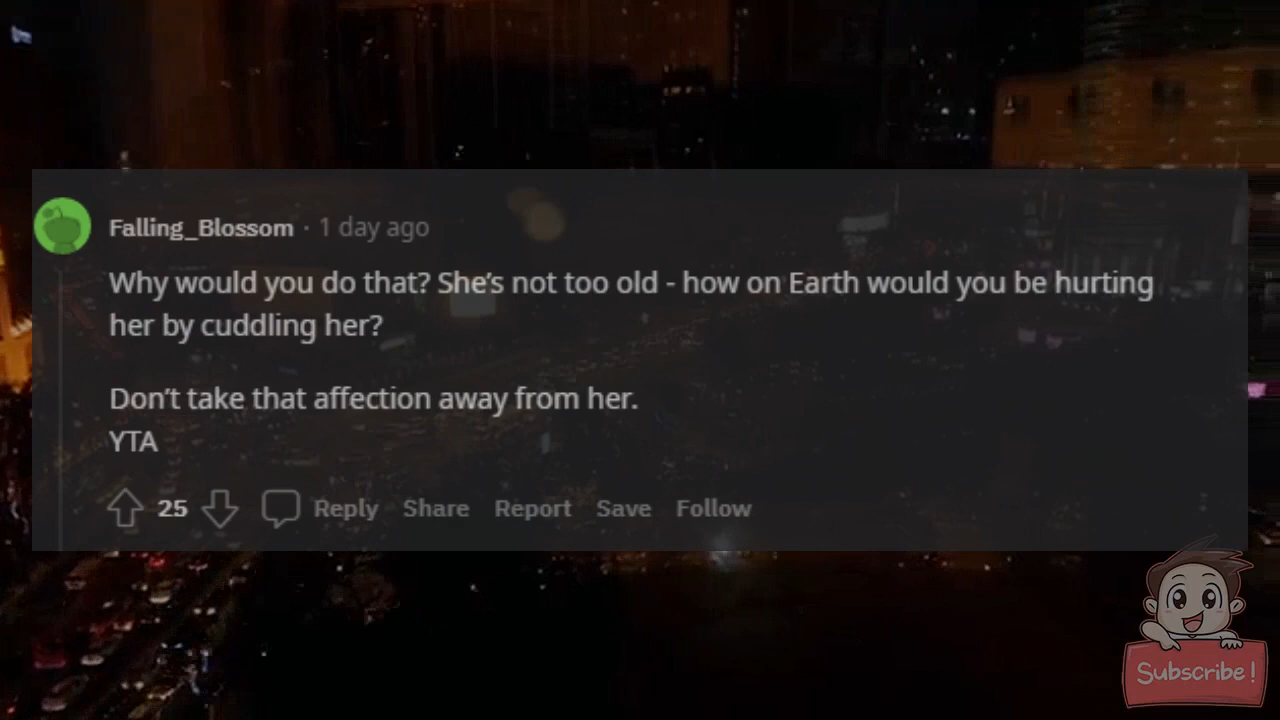 Falling_Blossom · 1 day ago
Why would you do that? She's not too old - how on Earth would you be hurting
her by cuddling her?
Don't take that affection away from her.
YTA
25 Reply Share Report Save Follow
Subscribe!